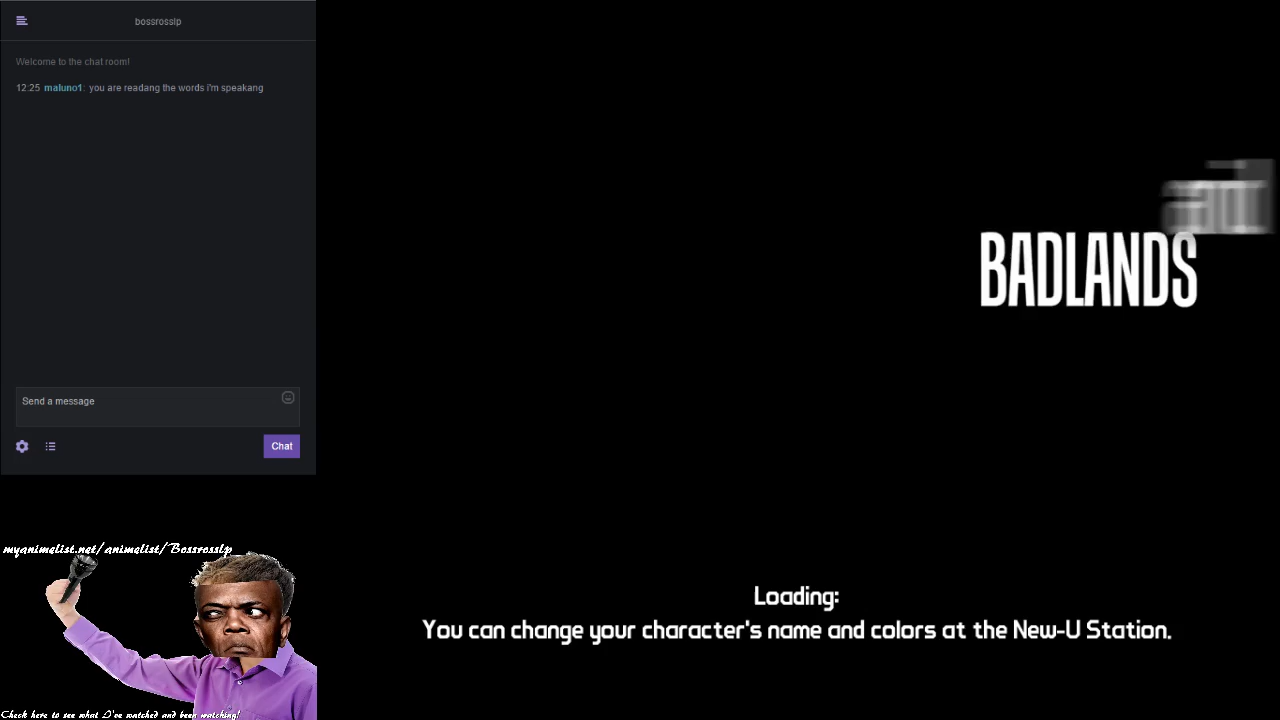 bossrosslp
Welcome to the chat room!
12:25 maluno1: you are readang the words i'm speakang
Send a message
Chat
myanimelist.net/animelist/Bossrosslp
Check here to see what I've watched and been watching!
BADLANDS
Loading:
You can change your character's name and colors at the New-U Station.